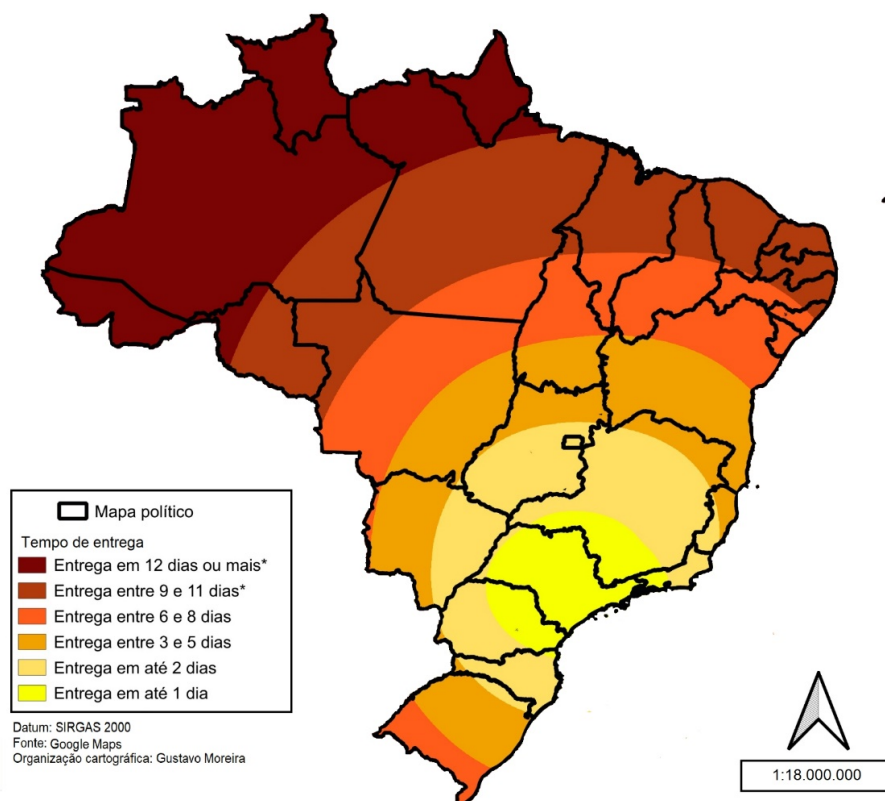 Mapa político
Tempo de entrega
Entrega em 12 dias ou mais*
Entrega entre 9 e 11 dias*
Entrega entre 6 e 8 dias
Entrega entre 3 e 5 dias
Entrega em até 2 dias
Entrega em até 1 dia
Datum: SIRGAS 2000
Fonte: Google Maps
Organização cartográfica: Gustavo Moreira
1:18.000.000